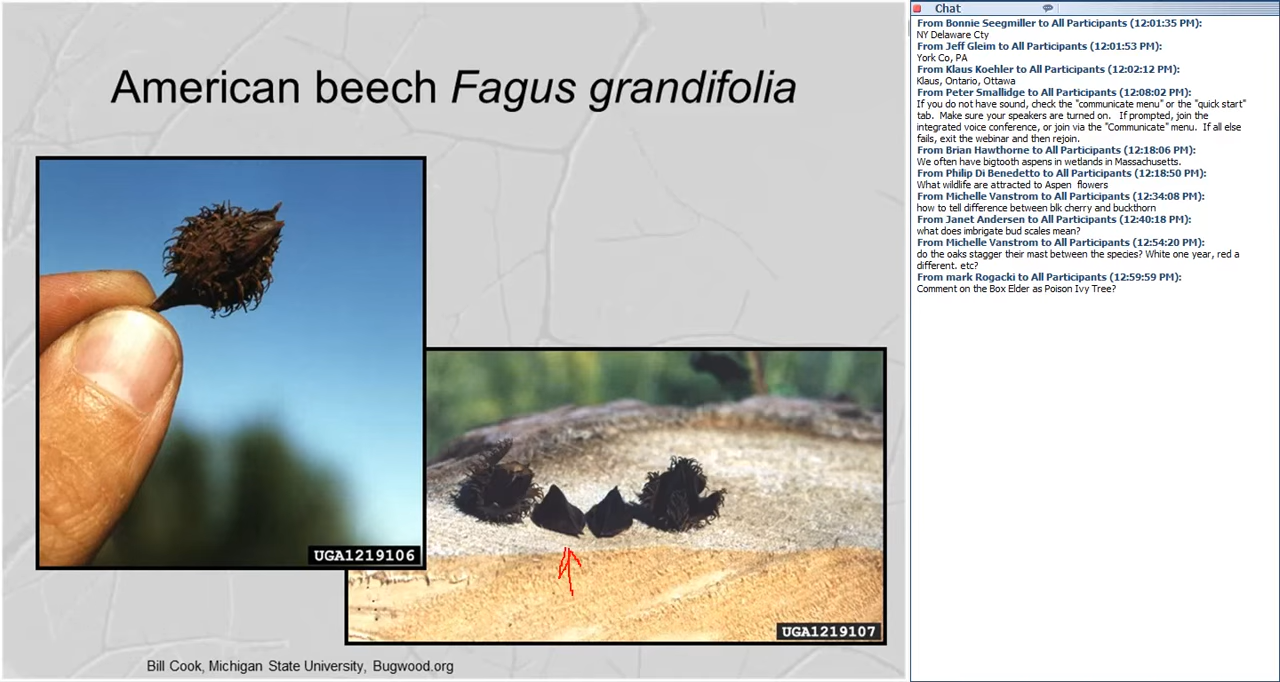 American beech Fagus grandifolia
UGA1219106
UGA1219107
Bill Cook, Michigan State University, Bugwood.org
Chat
From Bonnie Seegmiller to All Participants (12:01:35 PM):
NY Delaware Cty
From Jeff Gleim to All Participants (12:01:53 PM):
York Co, PA
From Klaus Koehler to All Participants (12:02:12 PM):
Klaus, Ontario, Ottawa
From Peter Smallidge to All Participants (12:08:02 PM):
If you do not have sound, check the "communicate menu" or the "quick start"
tab. Make sure your speakers are turned on. If prompted, join the
integrated voice conference, or join via the "Communicate" menu. If all else
fails, exit the webinar and then rejoin.
From Brian Hawthorne to All Participants (12:18:06 PM):
We often have bigtooth aspens in wetlands in Massachusetts.
From Philip Di Benedetto to All Participants (12:18:50 PM):
What wildlife are attracted to Aspen flowers
From Michelle Vanstrom to All Participants (12:34:08 PM):
how to tell difference between blk cherry and buckthorn
From Janet Andersen to All Participants (12:40:18 PM):
what does imbrigate bud scales mean?
From Michelle Vanstrom to All Participants (12:54:20 PM):
do the oaks stagger their mast between the species? White one year, red a
different. etc?
From mark Rogacki to All Participants (12:59:59 PM):
Comment on the Box Elder as Poison Ivy Tree?